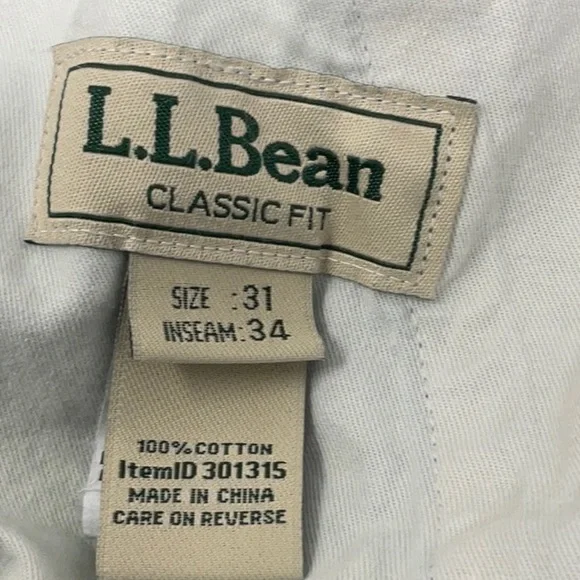 L.L.Bean
CLASSIC FIT
SIZE :31
INSEAM:34
100% COTTON
ItemID 301315
MADE IN CHINA
CARE ON REVERSE